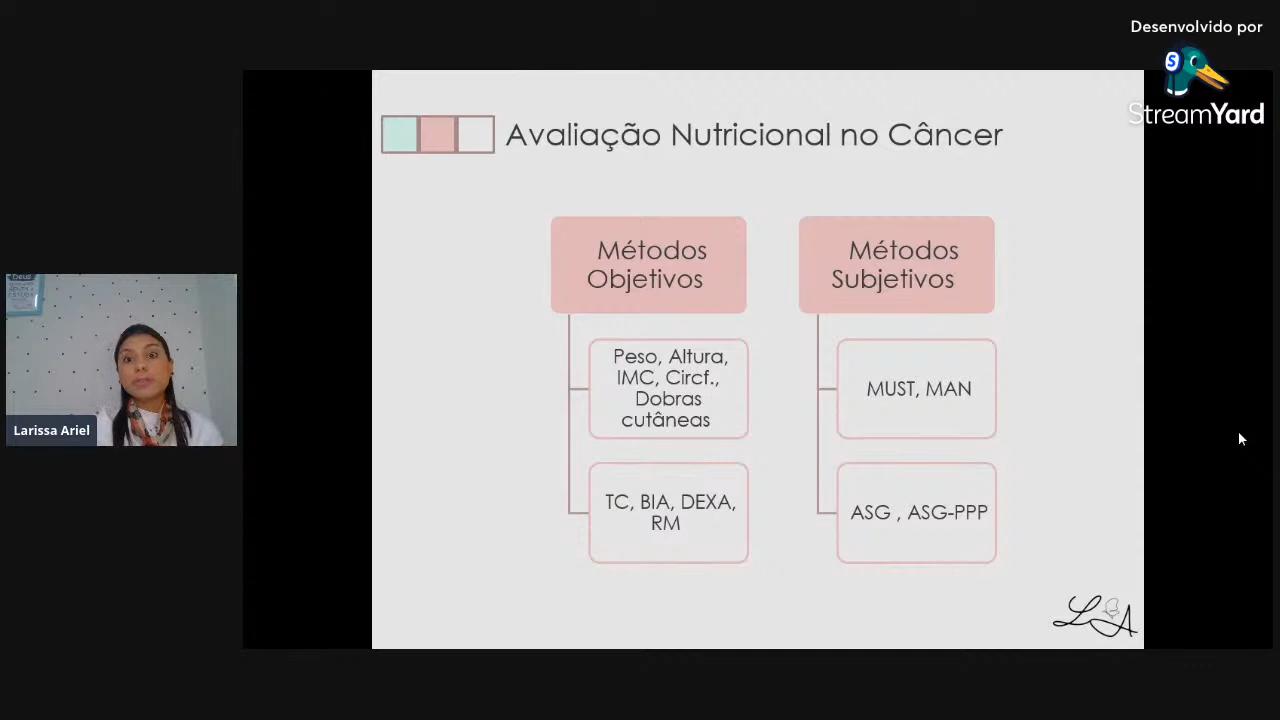 Desenvolvido por
StreamYard
Avaliação Nutricional no Câncer
Métodos
Objetivos
Peso, Altura,
IMC, Circf.,
Dobras
cutâneas
TC, BIA, DEXA,
RM
Métodos
Subjetivos
MUST, MAN
ASG , ASG-PPP
Deus
Larissa Ariel
L A